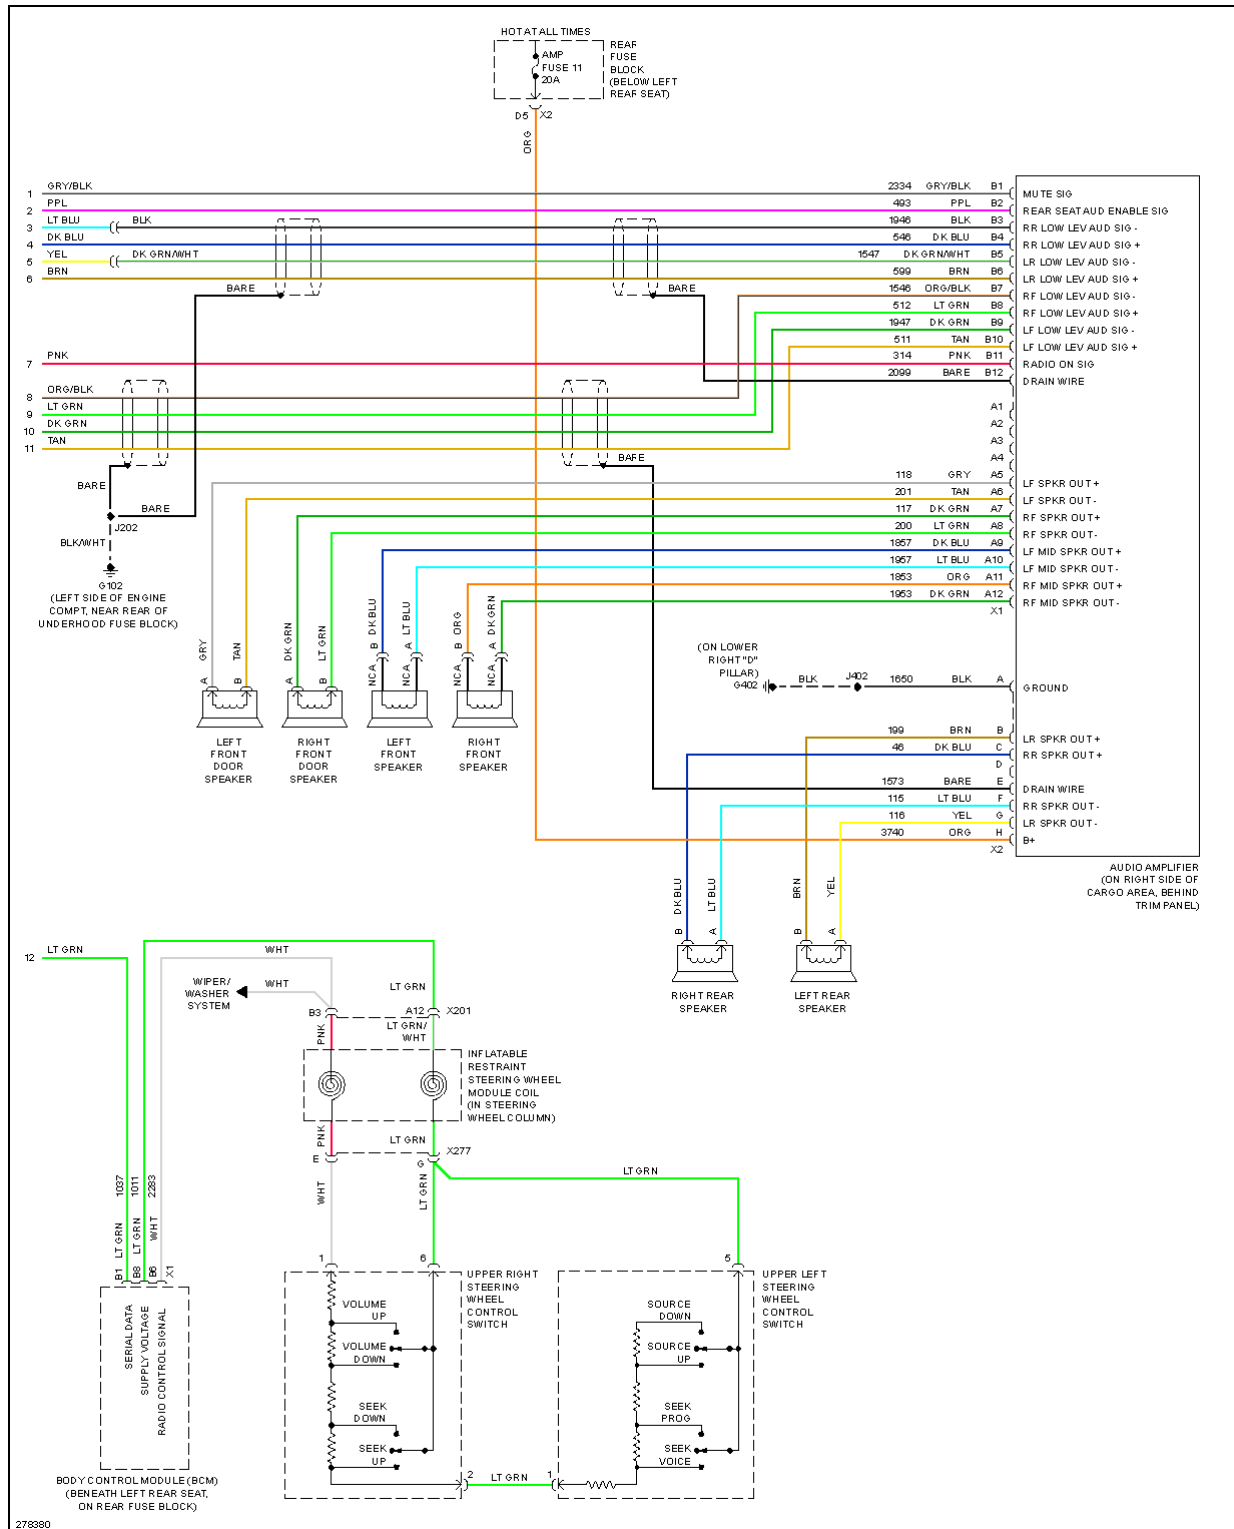 HOT AT ALL TIMES
AMP
FUSE 11
20A
REAR
FUSE
BLOCK
(BELOW LEFT
REAR SEAT)
D5 X2
ORG
1 GRY/BLK 2334 GRY/BLK B1 MUTE SIG
2 PPL 493 PPL B2 REAR SEAT AUD ENABLE SIG
3 LT BLU BLK 1946 BLK B3 RR LOW LEV AUD SIG -
4 DK BLU 546 DK BLU B4 RR LOW LEV AUD SIG +
5 YEL DK GRN/WHT 1547 DK GRN/WHT B5 LR LOW LEV AUD SIG -
6 BRN 599 BRN B6 LR LOW LEV AUD SIG +
BARE BARE 1546 ORG/BLK B7 RF LOW LEV AUD SIG -
512 LT GRN B8 RF LOW LEV AUD SIG +
1947 DK GRN B9 LF LOW LEV AUD SIG -
511 TAN B10 LF LOW LEV AUD SIG +
7 PNK 314 PNK B11 RADIO ON SIG
2099 BARE B12 DRAIN WIRE
8 ORG/BLK
9 LT GRN
10 DK GRN
11 TAN
A1
A2
A3
A4
BARE
BARE
BARE
J202
BLK/WHT
G102
(LEFT SIDE OF ENGINE
COMPT, NEAR REAR OF
UNDERHOOD FUSE BLOCK)
118 GRY A5 LF SPKR OUT +
201 TAN A6 LF SPKR OUT -
117 DK GRN A7 RF SPKR OUT +
200 LT GRN A8 RF SPKR OUT -
1857 DK BLU A9 LF MID SPKR OUT +
1957 LT BLU A10 LF MID SPKR OUT -
1853 ORG A11 RF MID SPKR OUT +
1953 DK GRN A12 RF MID SPKR OUT -
X1
GRY
TAN
DK GRN
LT GRN
DK BLU
LT BLU
ORG
DK GRN
A B A B B A B A
NCA NCA NCA NCA
LEFT
FRONT
DOOR
SPEAKER
RIGHT
FRONT
DOOR
SPEAKER
LEFT
FRONT
SPEAKER
RIGHT
FRONT
SPEAKER
(ON LOWER
RIGHT "D"
PILLAR)
G402 BLK J402 1650 BLK A GROUND
199 BRN B LR SPKR OUT +
46 DK BLU C RR SPKR OUT +
D
1573 BARE E DRAIN WIRE
115 LT BLU F RR SPKR OUT -
116 YEL G LR SPKR OUT -
3740 ORG H B+
X2
AUDIO AMPLIFIER
(ON RIGHT SIDE OF
CARGO AREA, BEHIND
TRIM PANEL)
DK BLU
LT BLU
BRN
YEL
B A B A
RIGHT REAR
SPEAKER
LEFT REAR
SPEAKER
12 LT GRN
WHT
WIPER/
WASHER
SYSTEM
WHT
LT GRN
B3 A12 X201
PNK
LT GRN/
WHT
INFLATABLE
RESTRAINT
STEERING WHEEL
MODULE COIL
(IN STEERING
WHEEL COLUMN)
PNK
LT GRN X277
E G
WHT
LT GRN
LT GRN
1037
1011
2283
LT GRN
LT GRN
WHT
B1 B8 B6 X1
SERIAL DATA
SUPPLY VOLTAGE
RADIO CONTROL SIGNAL
BODY CONTROL MODULE (BCM)
(BENEATH LEFT REAR SEAT,
ON REAR FUSE BLOCK)
1 6
UPPER RIGHT
STEERING
WHEEL
CONTROL
SWITCH
VOLUME
UP
VOLUME
DOWN
SEEK
DOWN
SEEK
UP
2 LT GRN 1
5
UPPER LEFT
STEERING
WHEEL
CONTROL
SWITCH
SOURCE
DOWN
SOURCE
UP
SEEK
PROG
SEEK
VOICE
278380